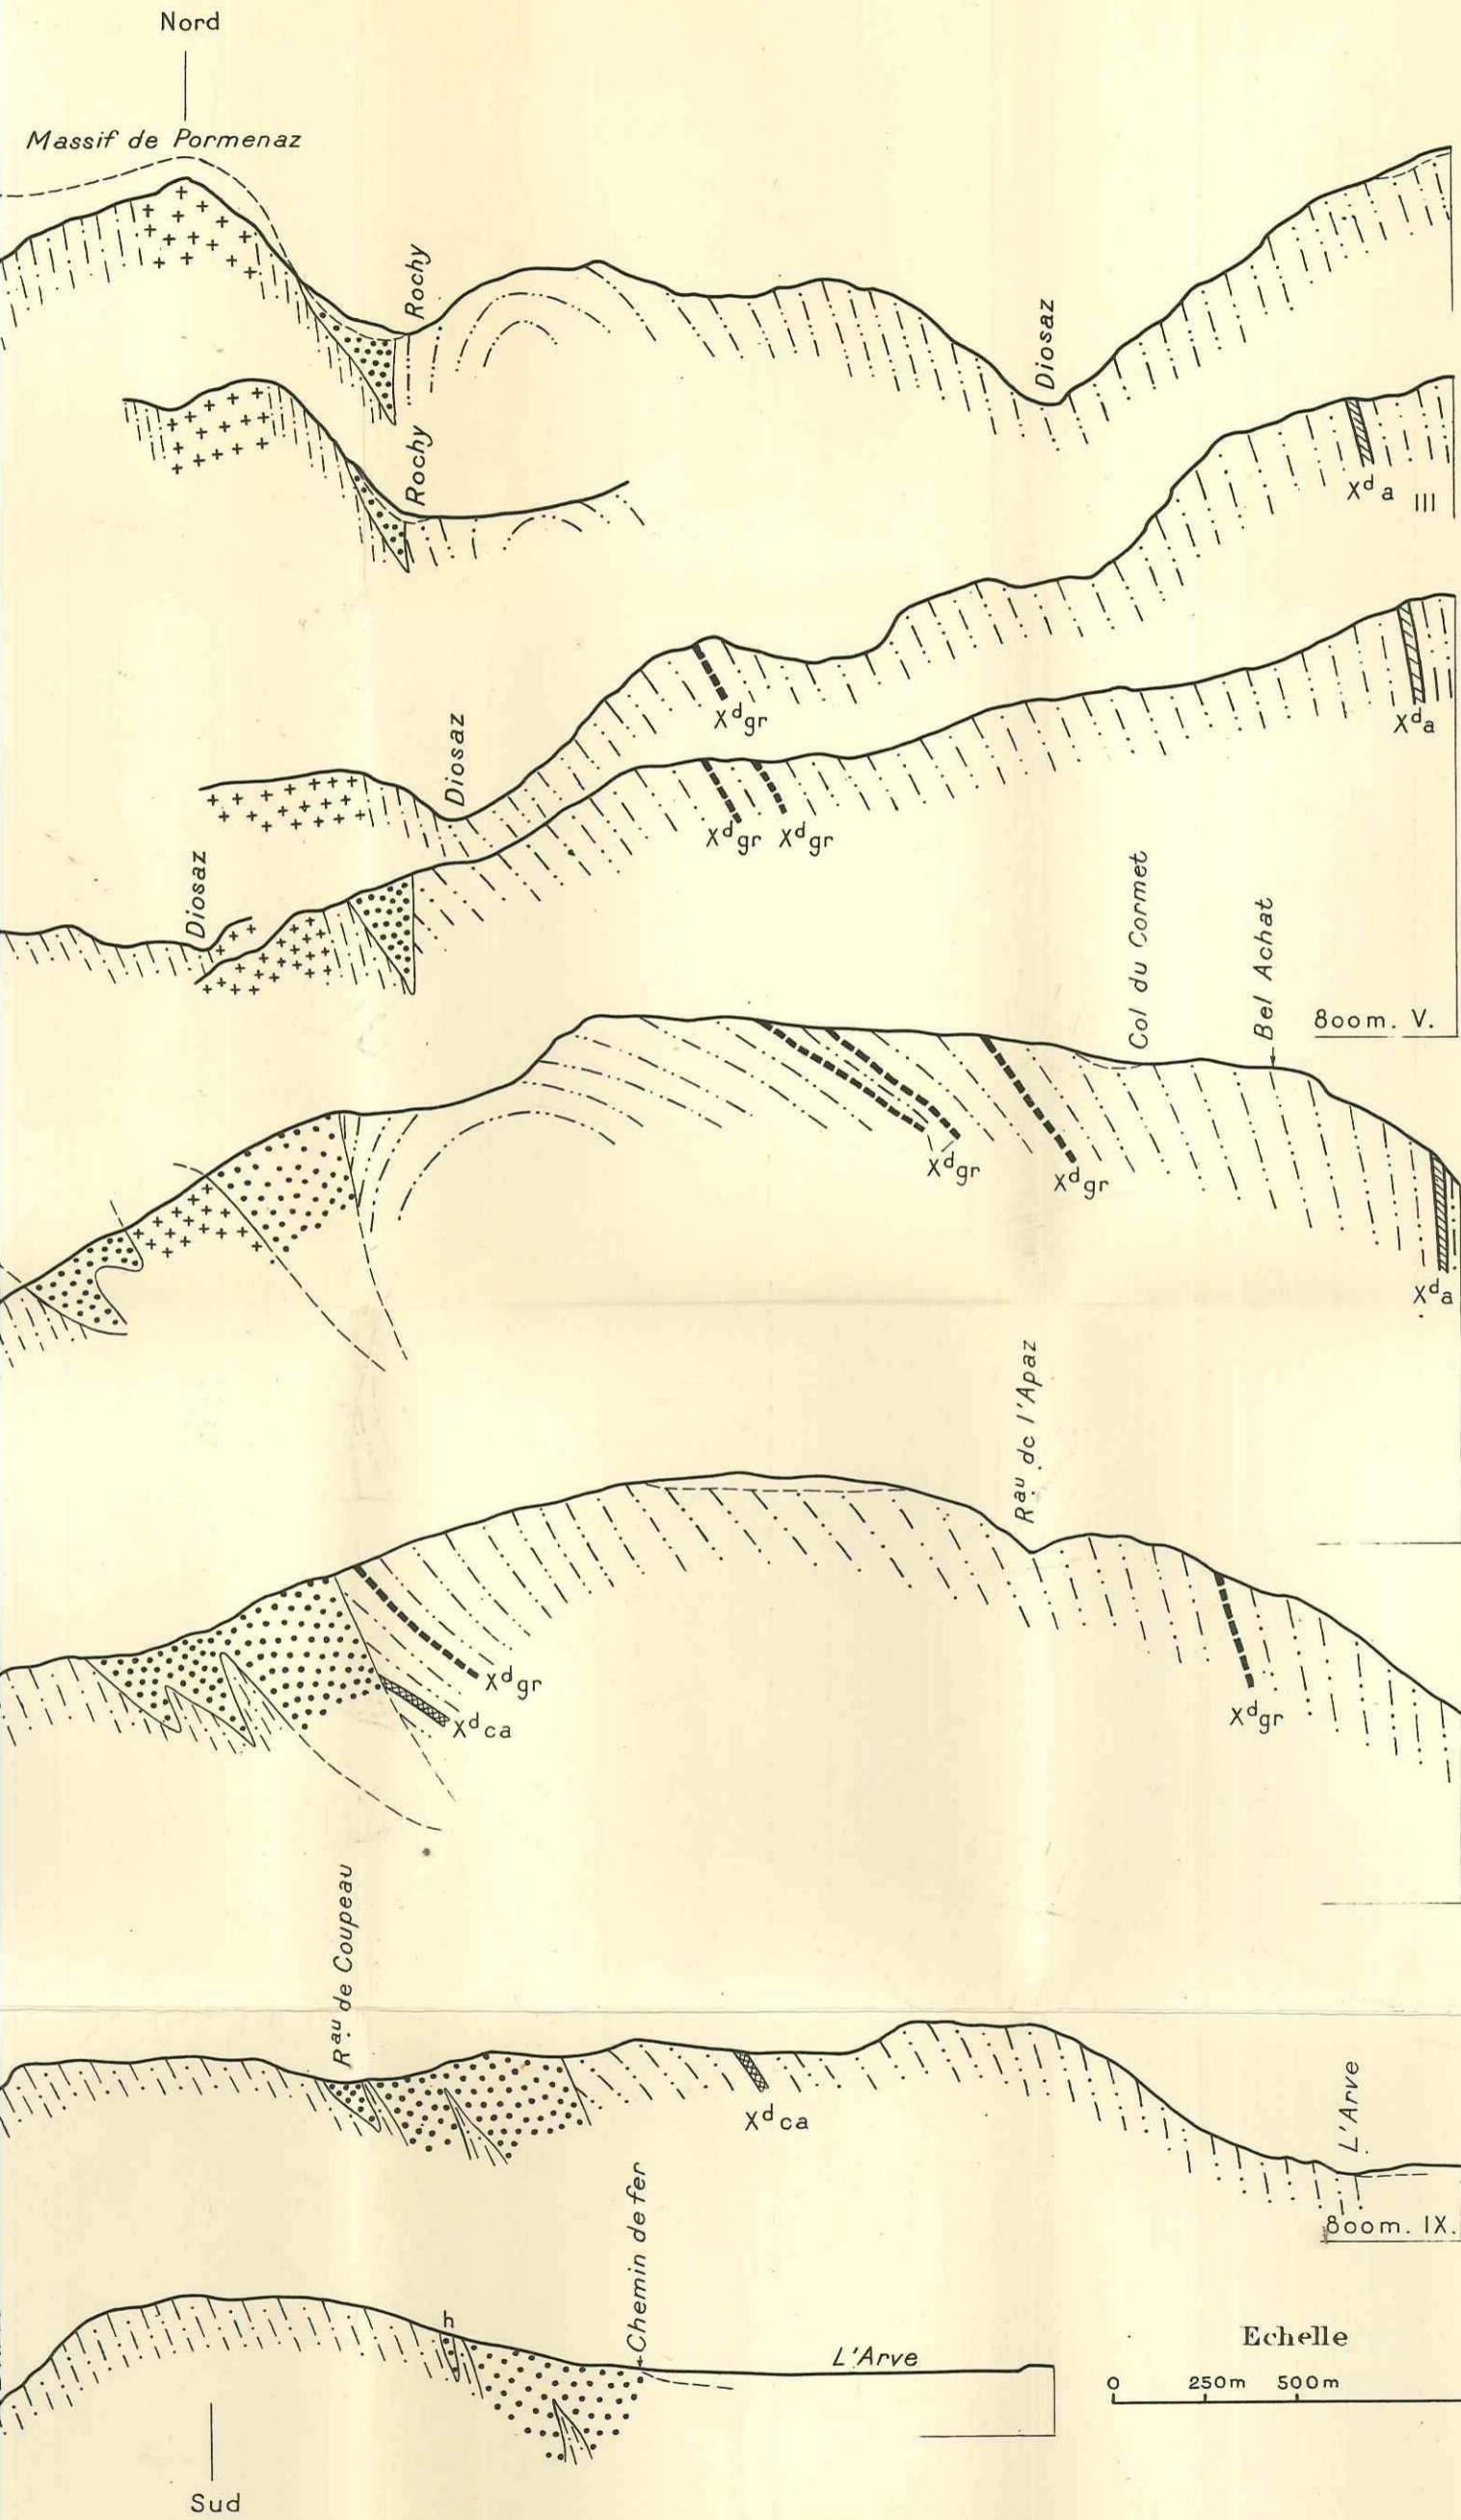 Nord
Massif de Pormenaz
Rochy
Diosaz
Rochy
Xᵈa III
Xᵈgr
Diosaz
Xᵈa
Xᵈgr Xᵈgr
Diosaz
Col du Cormet
Bel Achat
800m. V.
Xᵈgr
Xᵈgr
Xᵈa
Rᵃᵘ de l'Apaz
Xᵈgr
Xᵈca
Xᵈgr
Rᵃᵘ de Coupeau
Xᵈca
L'Arve
800m. IX.
Chemin de fer
h
L'Arve
Echelle
0 250m 500m
Sud